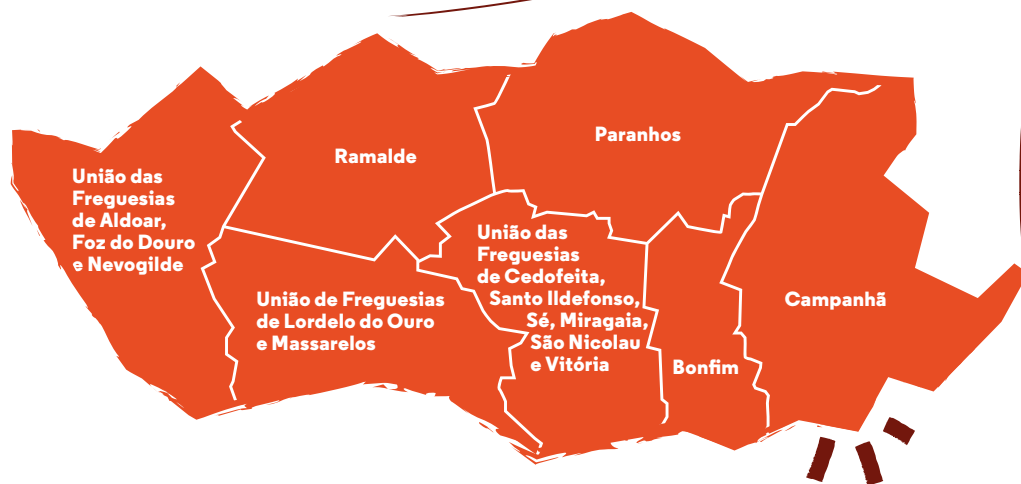 Paranhos
Ramalde
União das
Freguesias
de Aldoar,
Foz do Douro
e Nevogilde
União das
Freguesias
de Cedofeita,
Santo Ildefonso,
Sé, Miragaia,
São Nicolau
e Vitória
União de Freguesias
de Lordelo do Ouro
e Massarelos
Campanhã
Bonfim